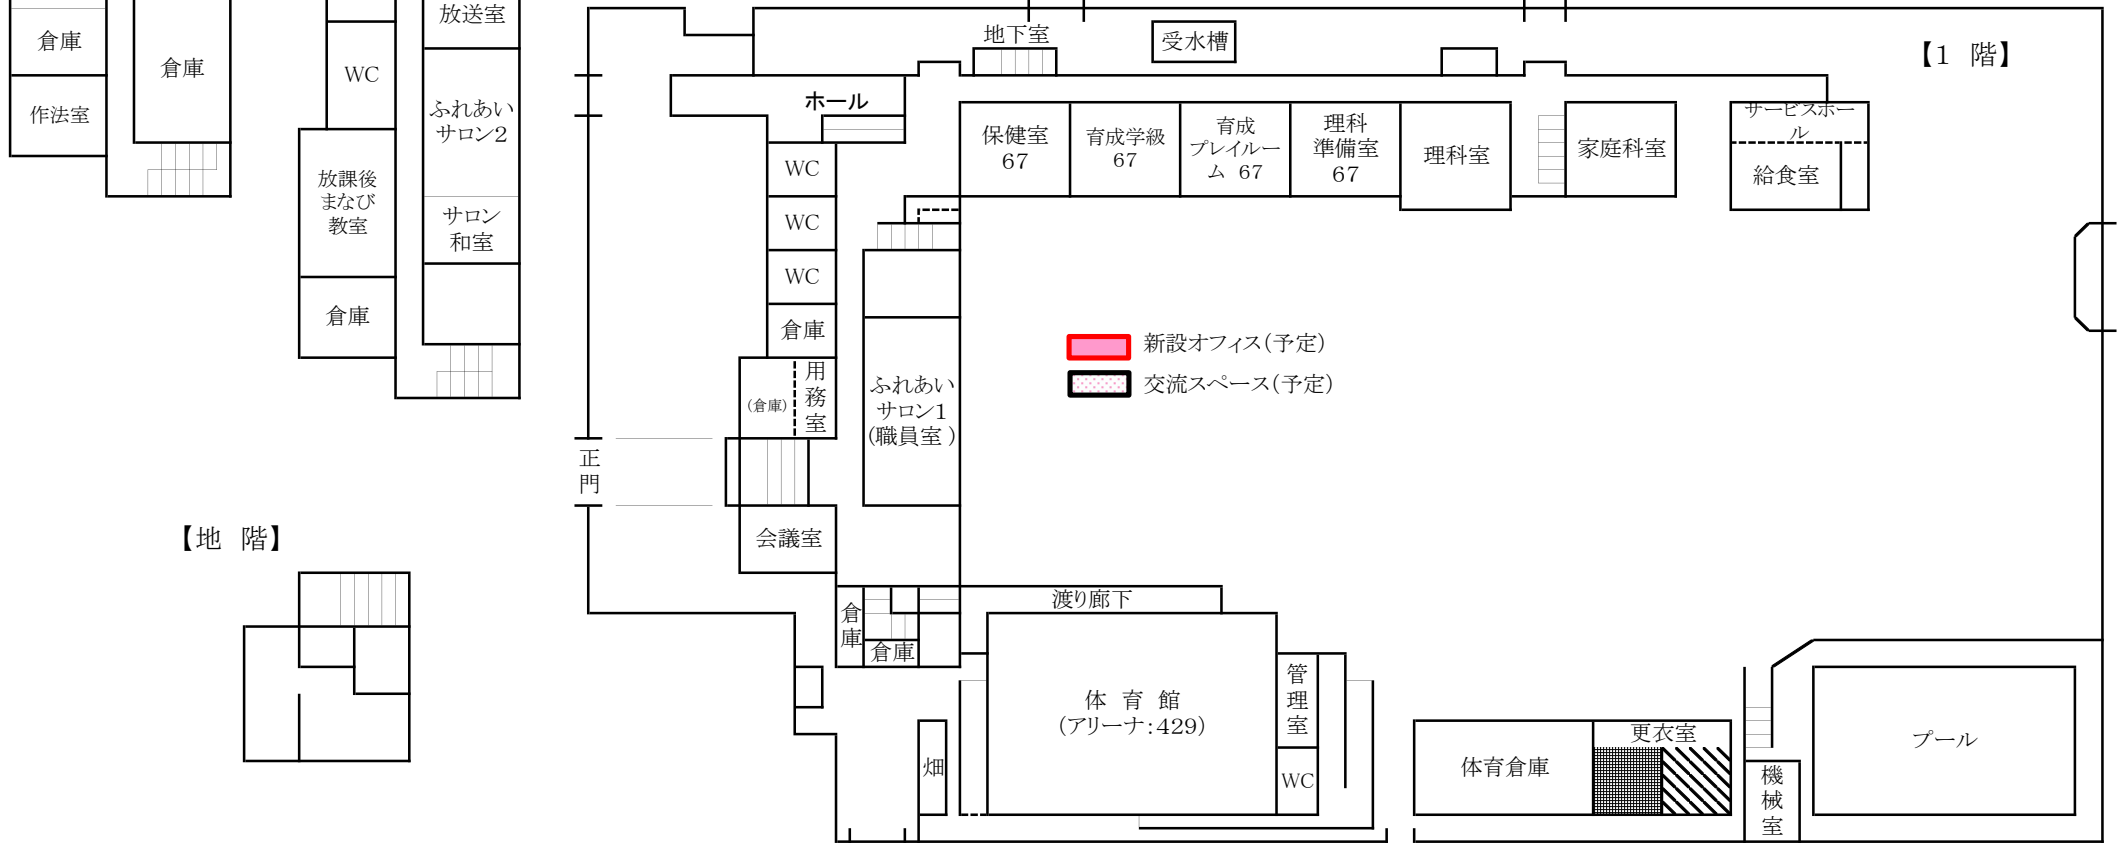 放送室
倉庫
倉庫
WC
作法室
ふれあい
サロン2
放課後
まなび
教室
サロン
和室
倉庫
【地　階】
【1　階】
地下室
受水槽
ホール
保健室
67
育成学級
67
育成
プレイルー
ム 67
理科
準備室
67
理科室
家庭科室
サービスホー
ル
給食室
WC
WC
WC
倉庫
(倉庫)
用
務
室
ふれあい
サロン1
(職員室 )
新設オフィス(予定)
交流スペース(予定)
正
門
会議室
倉
庫
倉庫
渡り廊下
体　育　館
(アリーナ:429)
管
理
室
WC
畑
体育倉庫
更衣室
機
械
室
プール